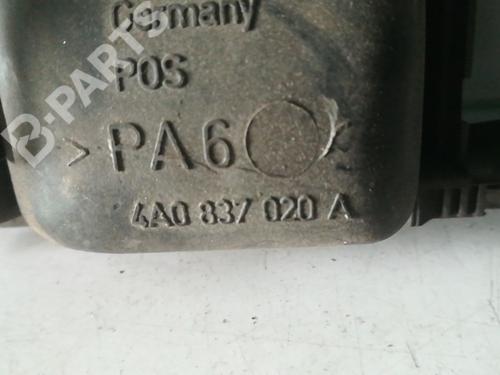 Germany
POS
> PA6 <
4A0 837 020 A
B-PARTS